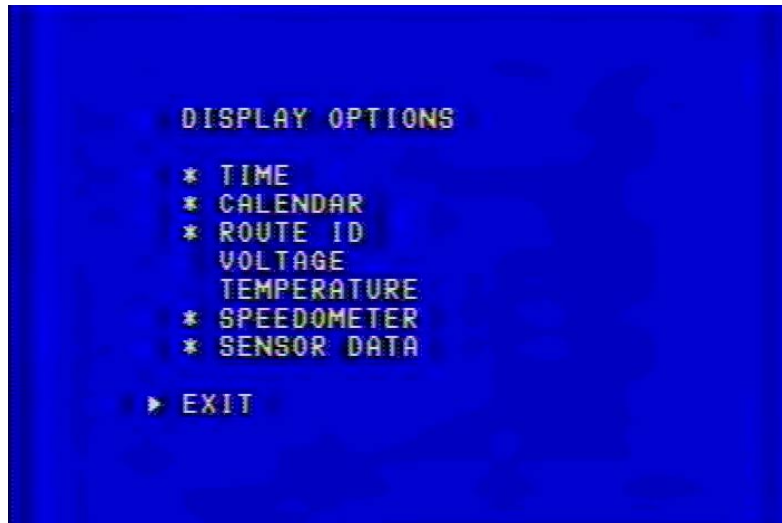 DISPLAY OPTIONS
* TIME
* CALENDAR
* ROUTE ID
VOLTAGE
TEMPERATURE
* SPEEDOMETER
* SENSOR DATA
► EXIT